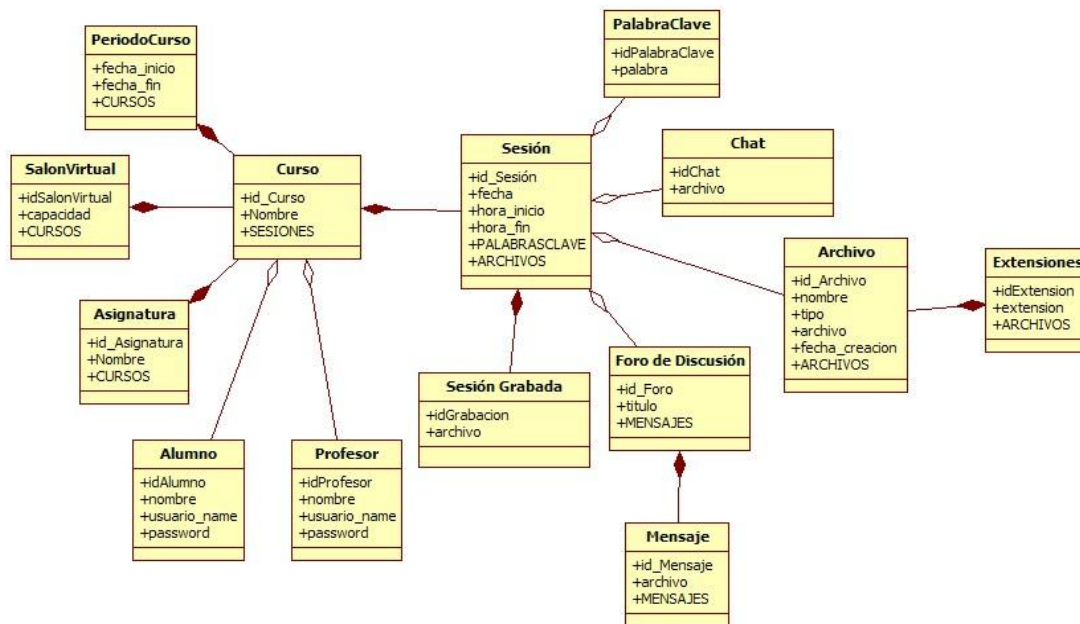 PeriodoCurso
+fecha_inicio
+fecha_fin
+CURSOS
SalonVirtual
+idSalonVirtual
+capacidad
+CURSOS
Curso
+id_Curso
+Nombre
+SESIONES
Asignatura
+id_Asignatura
+Nombre
+CURSOS
Alumno
+idAlumno
+nombre
+usuario_name
+password
Profesor
+idProfesor
+nombre
+usuario_name
+password
Sesión
+id_Sesión
+fecha
+hora_inicio
+hora_fin
+PALABRASCLAVE
+ARCHIVOS
PalabraClave
+idPalabraClave
+palabra
Chat
+idChat
+archivo
Archivo
+id_Archivo
+nombre
+tipo
+archivo
+fecha_creacion
+ARCHIVOS
Extensiones
+idExtension
+extension
+ARCHIVOS
Sesión Grabada
+idGrabacion
+archivo
Foro de Discusión
+id_Foro
+titulo
+MENSAJES
Mensaje
+id_Mensaje
+archivo
+MENSAJES